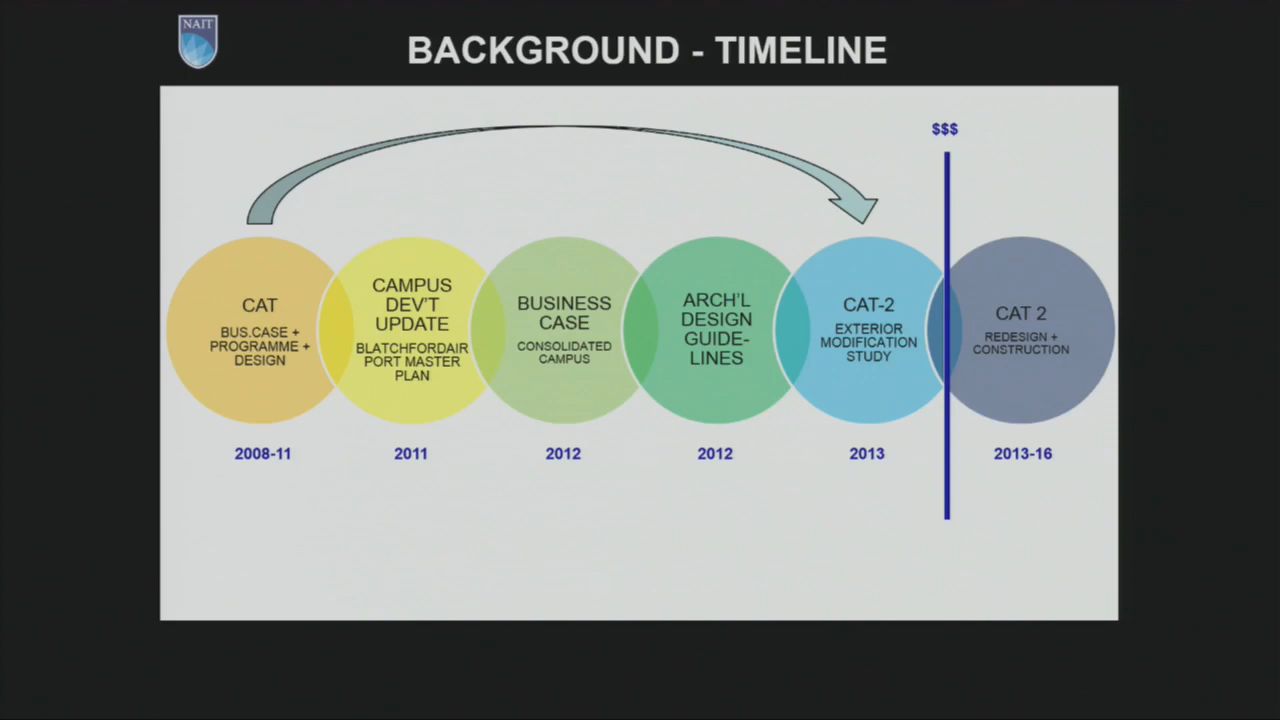 NAIT
BACKGROUND - TIMELINE
$$$
CAT
BUS.CASE +
PROGRAMME +
DESIGN
CAMPUS
DEV'T
UPDATE
BLATCHFORDAIR
PORT MASTER
PLAN
BUSINESS
CASE
CONSOLIDATED
CAMPUS
ARCH'L
DESIGN
GUIDE-
LINES
CAT-2
EXTERIOR
MODIFICATION
STUDY
CAT 2
REDESIGN +
CONSTRUCTION
2008-11
2011
2012
2012
2013
2013-16